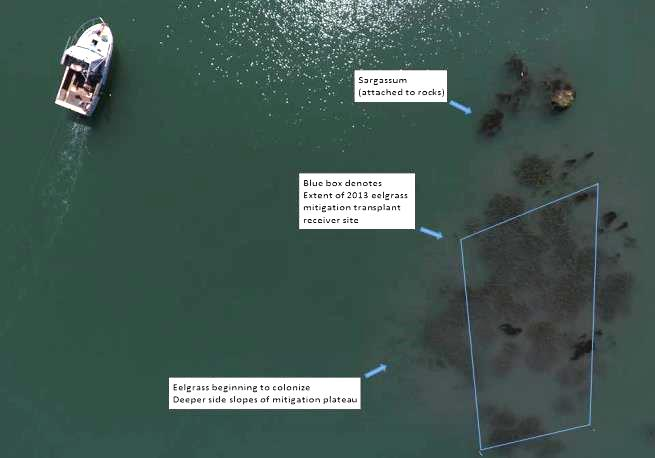 Sargassum
(attached to rocks)
Blue box denotes
Extent of 2013 eelgrass
mitigation transplant
receiver site
Eelgrass beginning to colonize
Deeper side slopes of mitigation plateau